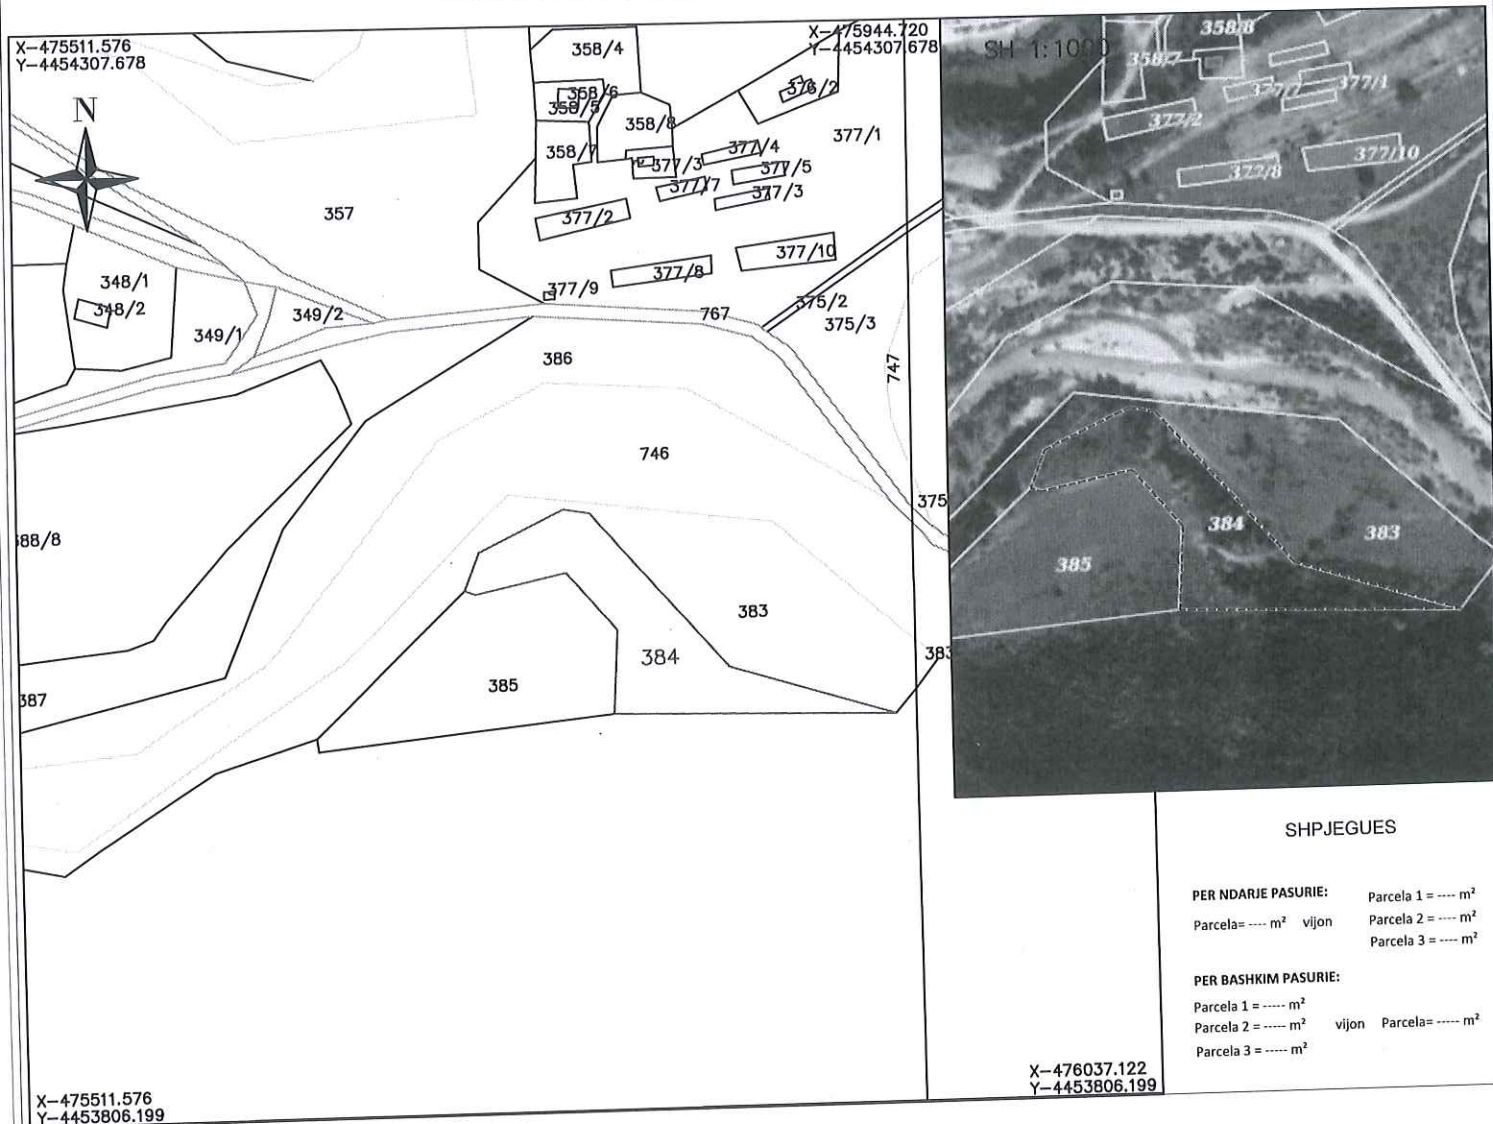 X-475511.576
Y-4454307.678
X-475944.720
Y-4454307.678
N
358/4
358/6
358/5
358/8
358/7
376/2
377/1
377/4
377/3
377/5
377/7
377/3
377/2
377/10
377/8
377/9
357
348/1
348/2
349/1
349/2
767
375/2
375/3
747
386
746
375
388/8
383
384
385
383
387
SH 1:1000
358/8
358/7
377/1
377/7
377/2
377/10
377/8
384
383
385
SHPJEGUES
PER NDARJE PASURIE:
Parcela 1 = ---- m²
Parcela= ---- m² vijon Parcela 2 = ---- m²
Parcela 3 = ---- m²
PER BASHKIM PASURIE:
Parcela 1 = ----- m²
Parcela 2 = ----- m² vijon Parcela= ----- m²
Parcela 3 = ----- m²
X-476037.122
Y-4453806.199
X-475511.576
Y-4453806.199